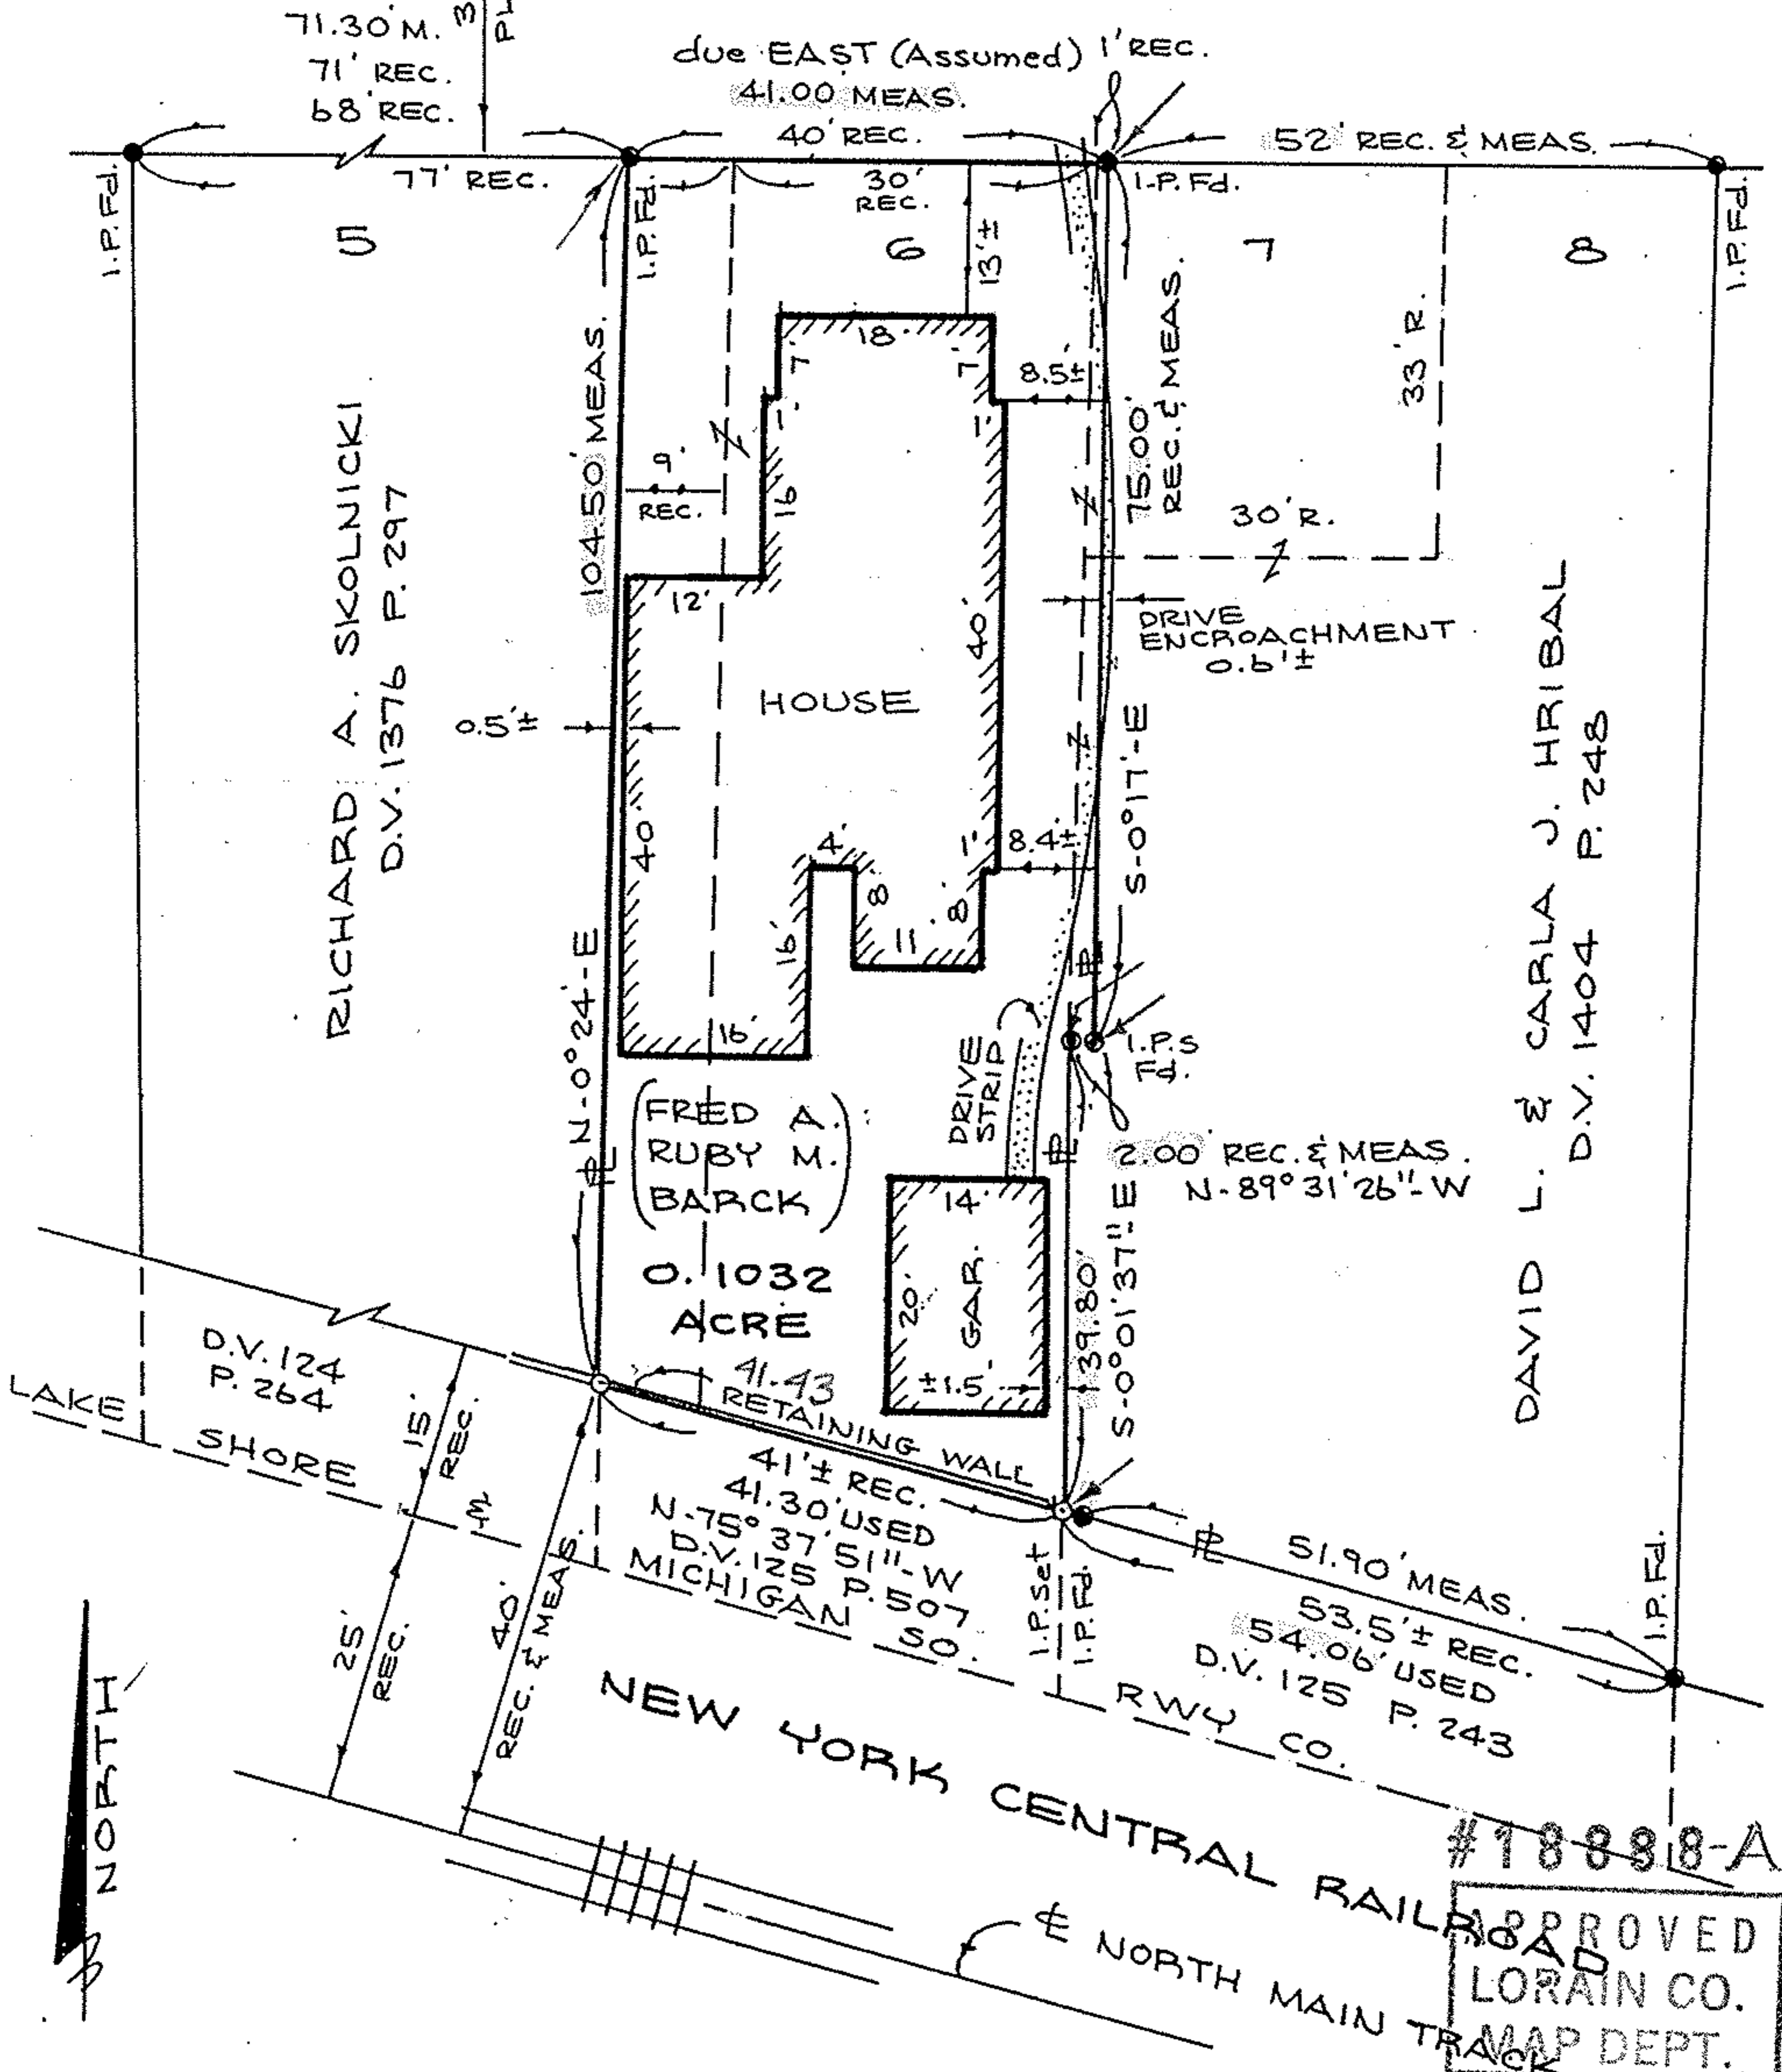 71.30' M.
71' REC.
68' REC.
3
PL
due EAST (Assumed)
41.00' MEAS.
40' REC.
1' REC.
52' REC. & MEAS.
77' REC.
30'
REC.
I.P. Fd.
I.P. Fd.
I.P. Fd.
I.P. Fd.
5
6
7
8
13'±
18'
7'
7'
1'
1'
8.5'±
33' R.
104.50' MEAS.
9'
REC.
16'
75.00'
REC. & MEAS.
30' R.
12'
40'
DRIVE
ENCROACHMENT
0.6'±
RICHARD A. SKOLNICKI
D.V. 1376 P. 297
HOUSE
0.5'±
S-0°17'-E
40'
4'
1'
8.4'±
8'
8'
11'
16'
16'
N-0°24'-E
PL
PL
DRIVE
STRIP
I.P.s
Fd.
DAVID L. & CARLA J. HRIBAL
D.V. 1404 P. 248
(FRED A.
RUBY M.
BARCK)
PL
2.00' REC. & MEAS.
N-89°31'26"-W
14'
20'
GAR.
±1.5'
39.80'
S-0°01'37"-E
0.1032
ACRE
D.V. 124
P. 264
41.43
RETAINING WALL
41'± REC.
41.30' USED
N-75°37'51"-W
D.V. 125 P. 507
LAKE SHORE & MICHIGAN SO. RWY CO.
15'
REC.
25'
REC.
40'
REC. & MEAS.
I.P. Set
I.P. Fd.
PL
51.90' MEAS.
53.5'± REC.
54.06' USED
D.V. 125 P. 243
I.P. Fd.
NEW YORK CENTRAL RAILROAD
℄ NORTH MAIN TRACK
NORTH
#18888-A
APPROVED
LORAIN CO.
MAP DEPT.